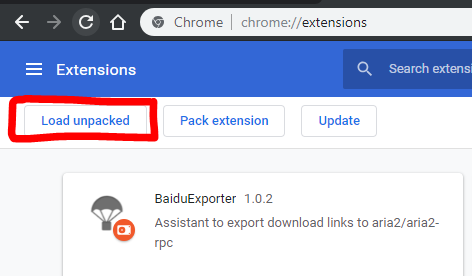 Chrome | chrome://extensions
Extensions
Search extensi
Load unpacked
Pack extension
Update
BaiduExporter 1.0.2
Assistant to export download links to aria2/aria2-
rpc